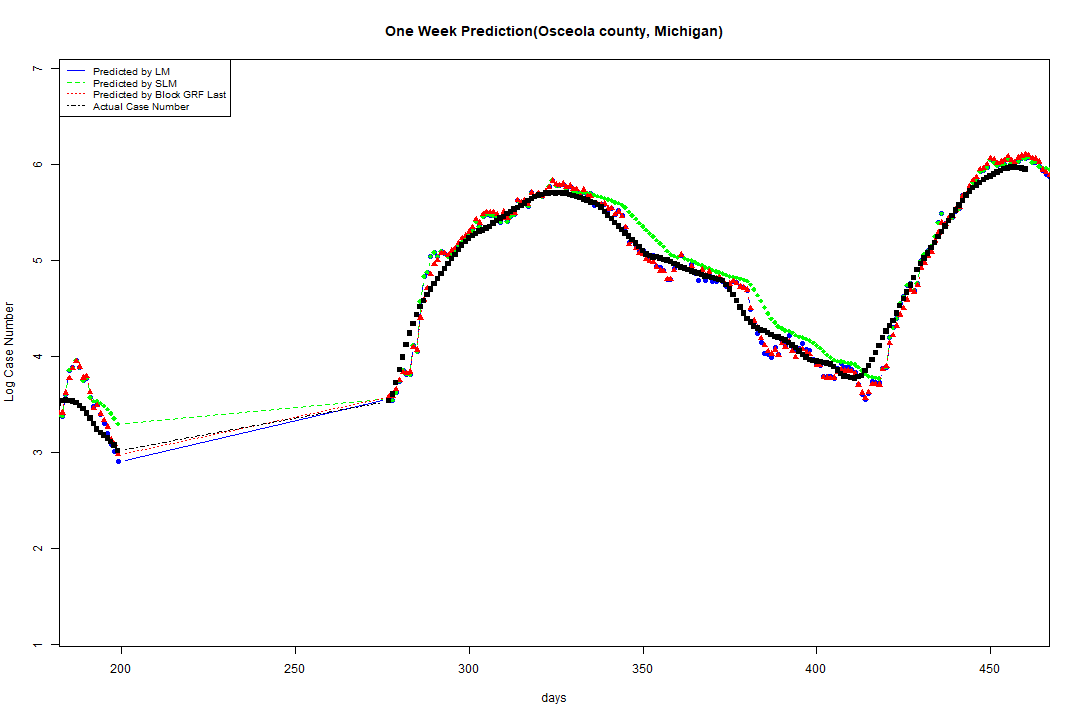 One Week Prediction(Osceola county, Michigan)
Predicted by LM
Predicted by SLM
Predicted by Block GRF Last
Actual Case Number
7
6
5
4
3
2
1
Log Case Number
200 250 300 350 400 450
days